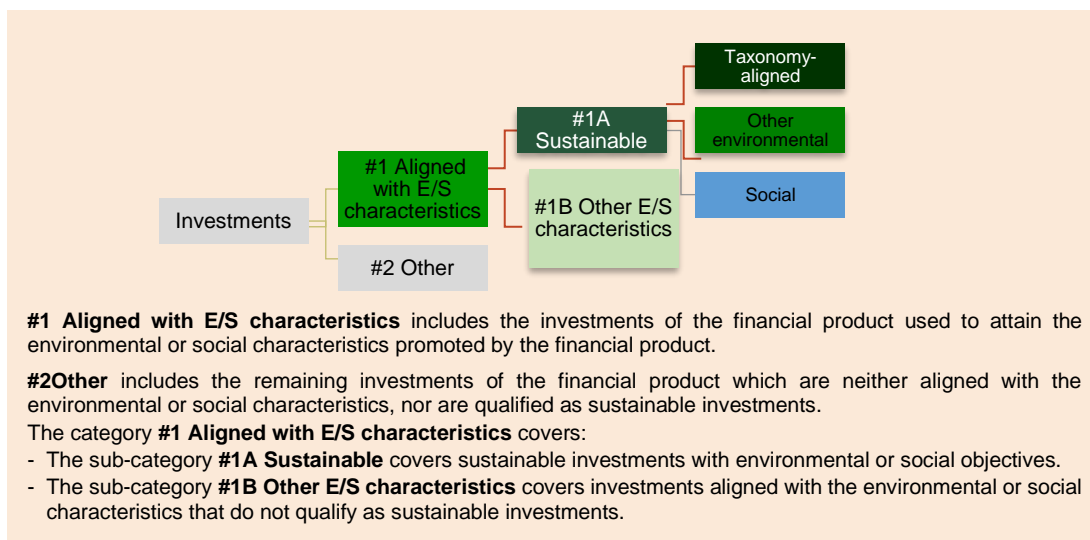 Taxonomy-
aligned
#1A
Sustainable
Other
environmental
#1 Aligned
with E/S
characteristics
Social
#1B Other E/S
characteristics
Investments
#2 Other
#1 Aligned with E/S characteristics includes the investments of the financial product used to attain the
environmental or social characteristics promoted by the financial product.
#2Other includes the remaining investments of the financial product which are neither aligned with the
environmental or social characteristics, nor are qualified as sustainable investments.
The category #1 Aligned with E/S characteristics covers:
- The sub-category #1A Sustainable covers sustainable investments with environmental or social objectives.
- The sub-category #1B Other E/S characteristics covers investments aligned with the environmental or social
characteristics that do not qualify as sustainable investments.